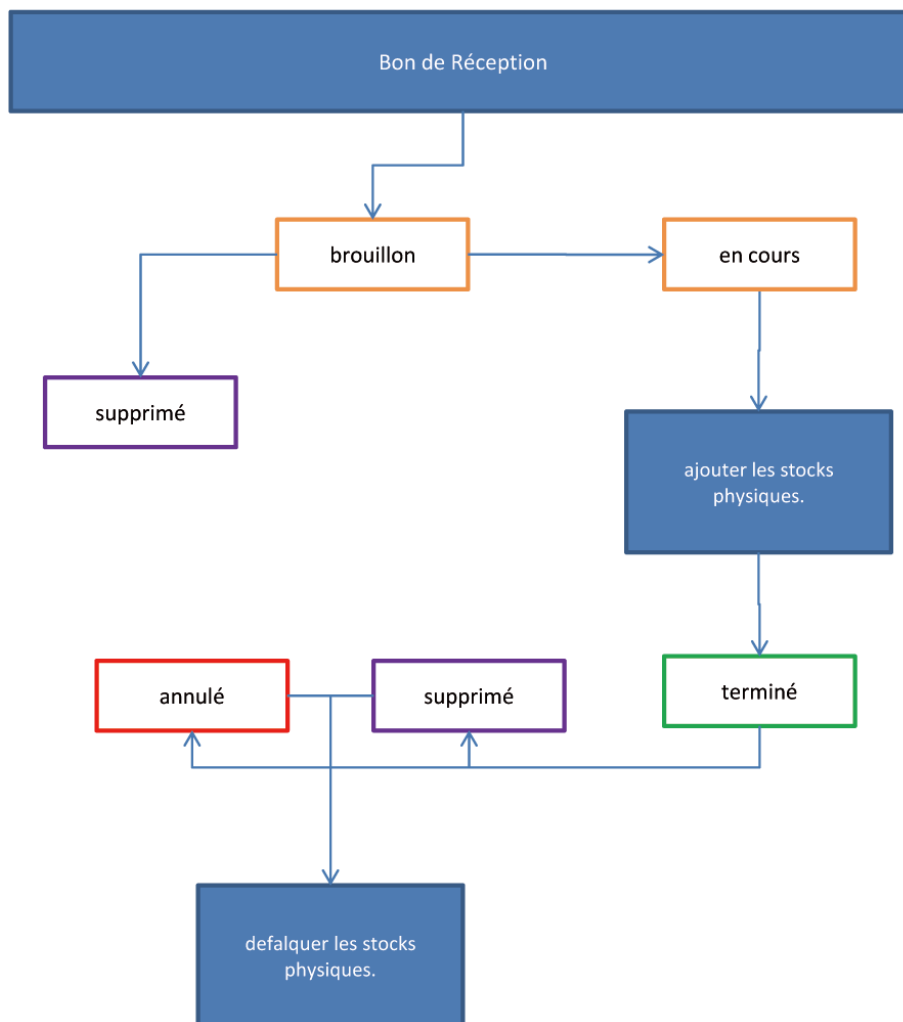 Bon de Réception
brouillon
en cours
supprimé
ajouter les stocks
physiques.
annulé
supprimé
terminé
defalquer les stocks
physiques.